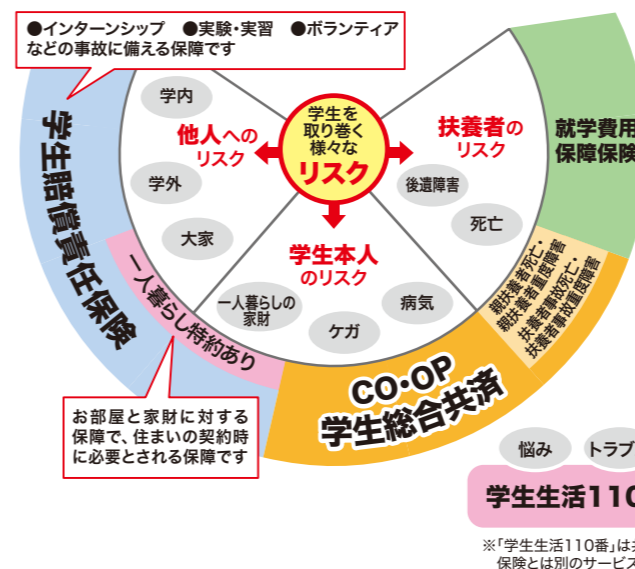 ●インターンシップ ●実験・実習 ●ボランティア
などの事故に備える保障です
学生を
取り巻く
様々な
リスク
他人への
リスク
学内
学外
大家
扶養者の
リスク
後遺障害
死亡
学生本人
のリスク
一人暮らしの
家財
ケガ
病気
学生賠償責任保険
一人暮らし特約あり
お部屋と家財に対する
保障で、住まいの契約時
に必要とされる保障です
CO・OP
学生総合共済
親扶養者死亡・
親扶養者重度障害
扶養者事故死亡・
扶養者事故重度障害
就学費用
保障保険
悩み
トラブ
学生生活110
※「学生生活110番」は共
保険とは別のサービス